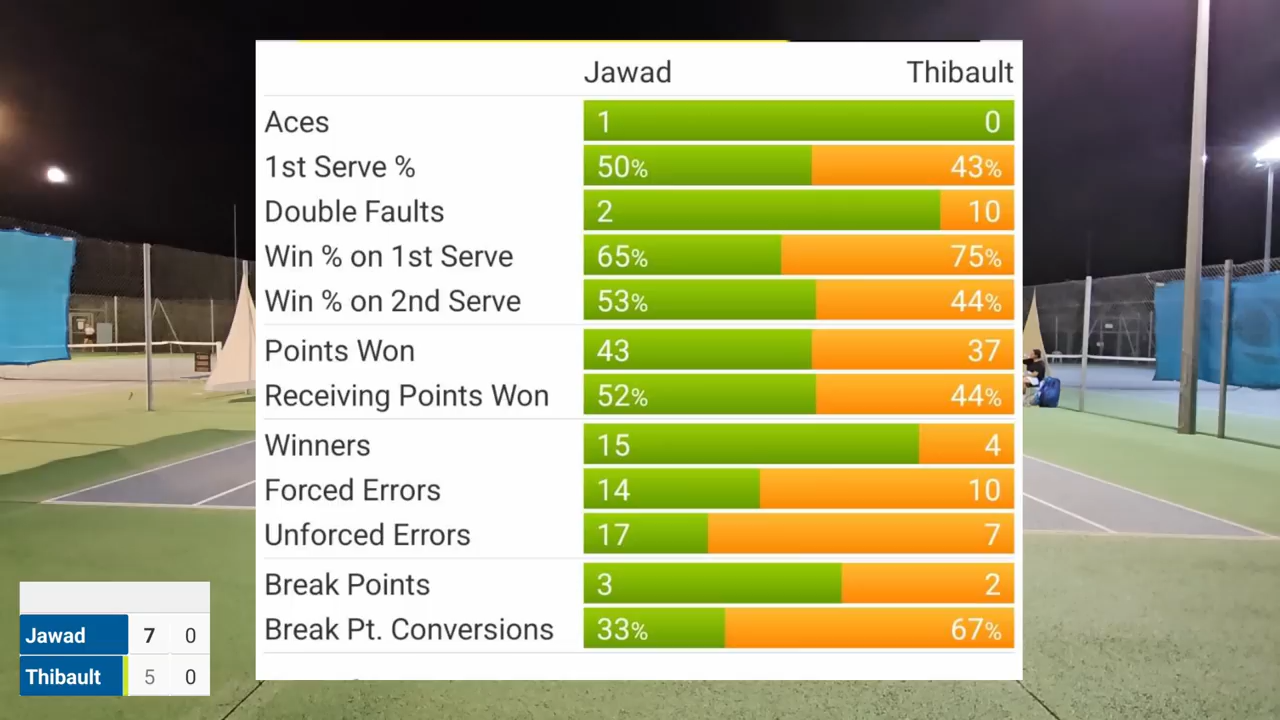 Jawad Thibault
Aces 1 0
1st Serve % 50% 43%
Double Faults 2 10
Win % on 1st Serve 65% 75%
Win % on 2nd Serve 53% 44%
Points Won 43 37
Receiving Points Won 52% 44%
Winners 15 4
Forced Errors 14 10
Unforced Errors 17 7
Break Points 3 2
Break Pt. Conversions 33% 67%
Jawad 7 0
Thibault 5 0